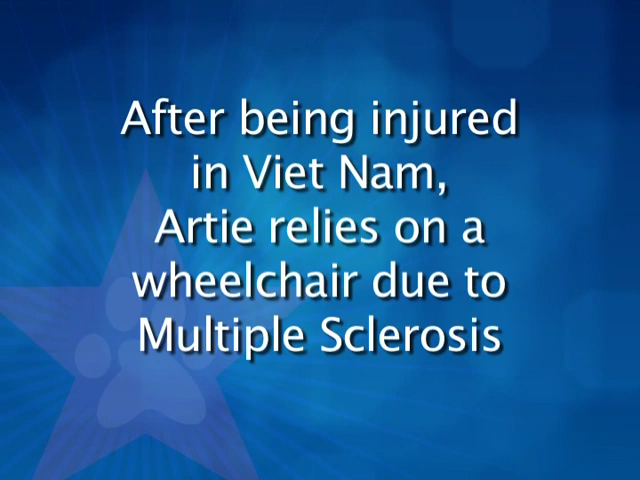 After being injured
in Viet Nam,
Artie relies on a
wheelchair due to
Multiple Sclerosis